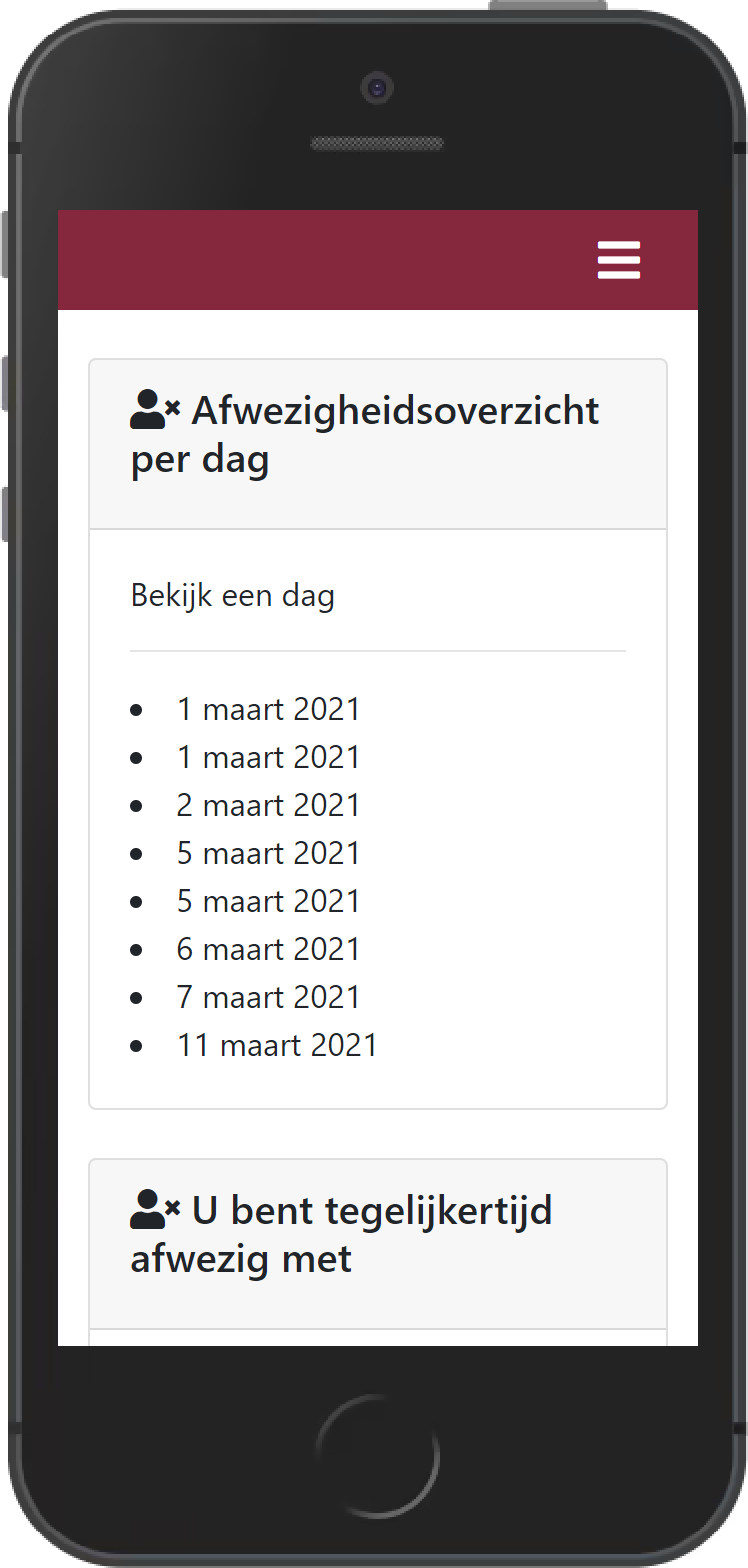 Afwezigheidsoverzicht
per dag
Bekijk een dag
1 maart 2021
1 maart 2021
2 maart 2021
5 maart 2021
5 maart 2021
6 maart 2021
7 maart 2021
11 maart 2021
U bent tegelijkertijd
afwezig met